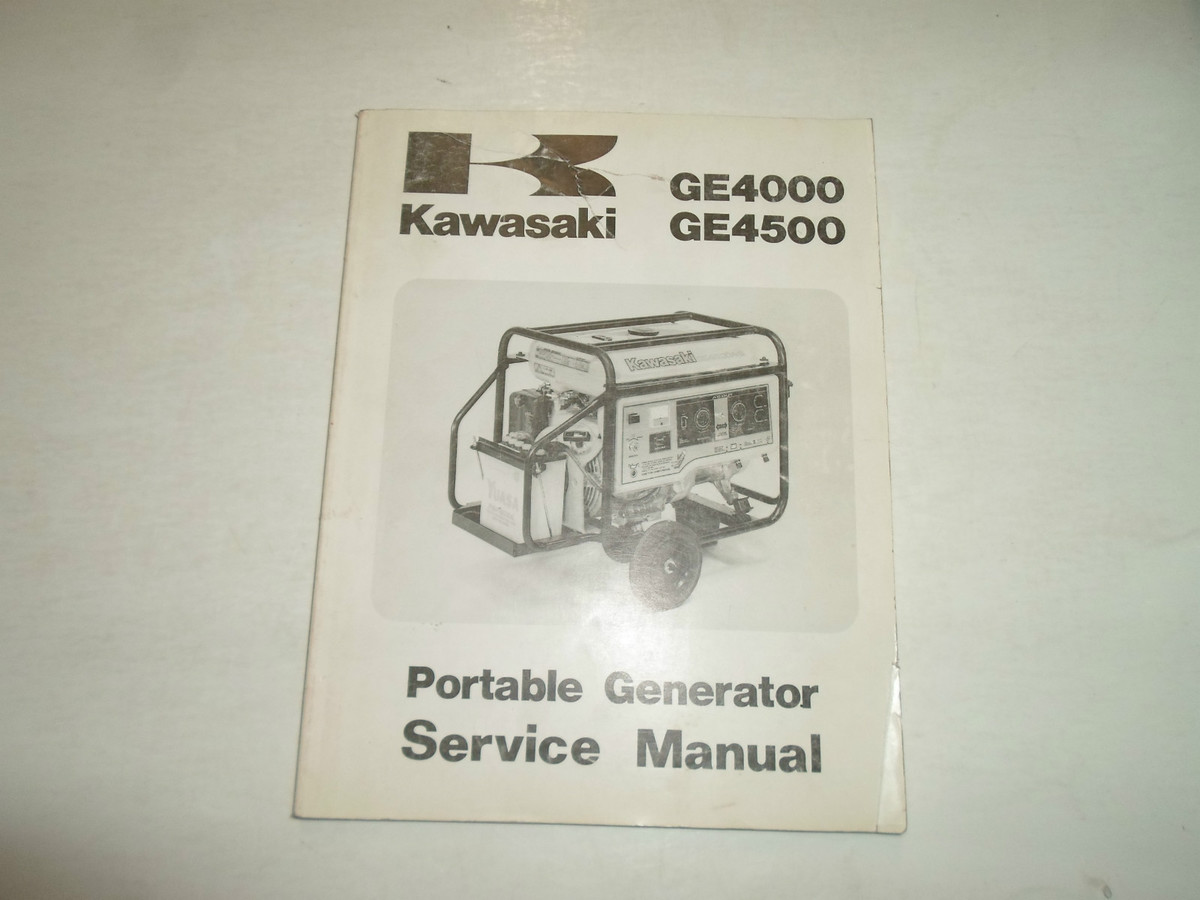 Kawasaki
GE4000
GE4500
Kawasaki
Portable Generator
Service Manual